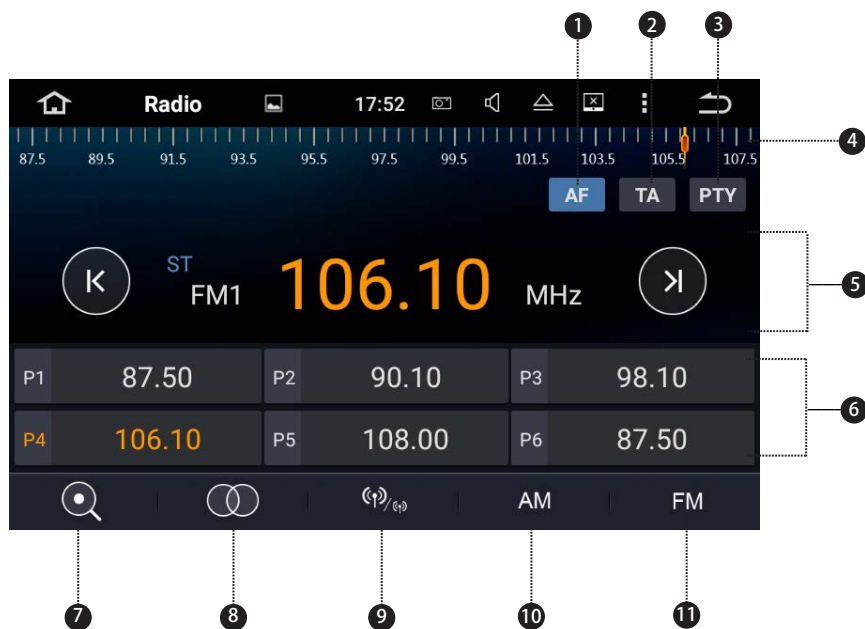 1 2 3
Radio 17:52
87.5 89.5 91.5 93.5 95.5 97.5 99.5 101.5 103.5 105.5 107.5 4
AF TA PTY
ST
FM1 106.10 MHz 5
P1 87.50 P2 90.10 P3 98.10
6
P4 106.10 P5 108.00 P6 87.50
AM FM
7 8 9 10 11